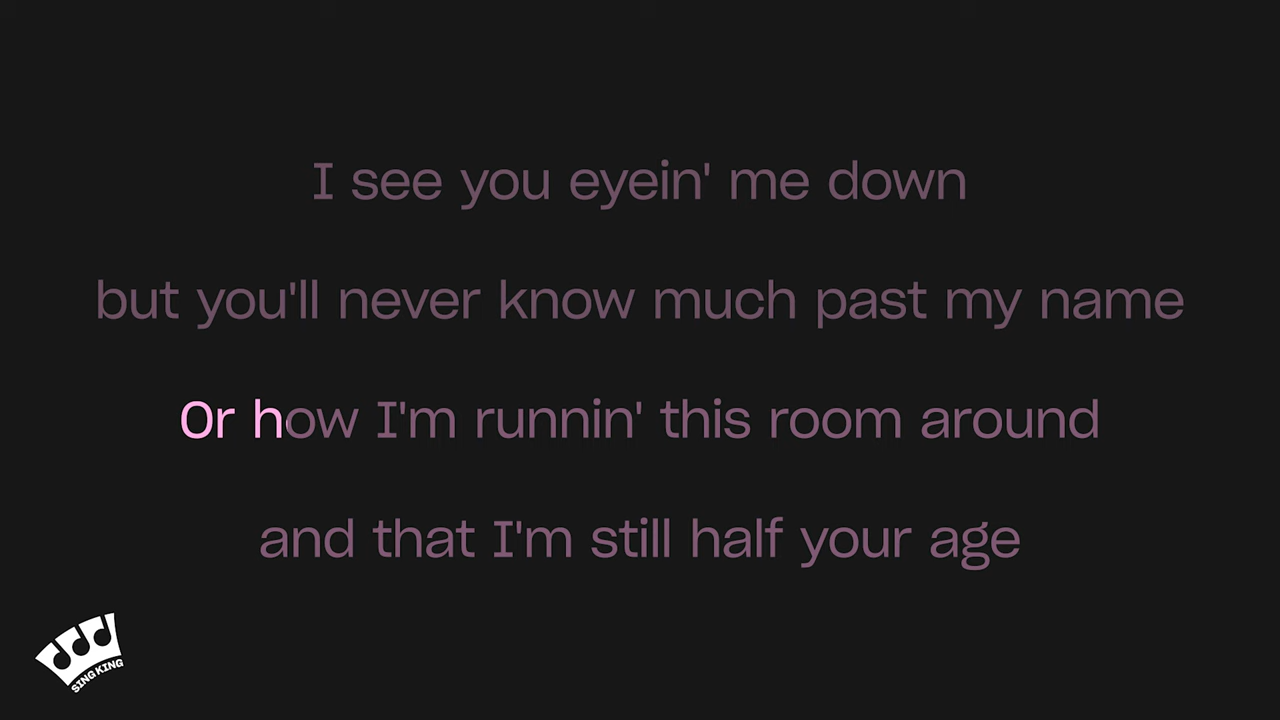 I see you eyein' me down
but you'll never know much past my name
Or how I'm runnin' this room around
and that I'm still half your age
SING KING